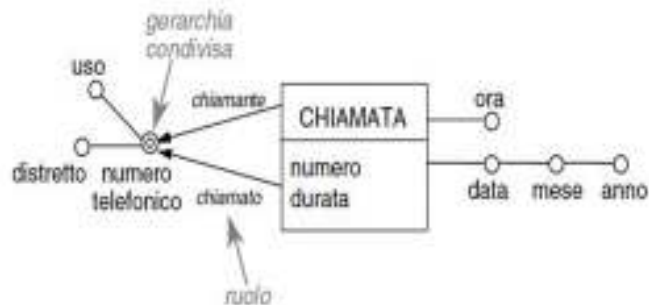 gerarchia
condivisa
uso
chiamante
CHIAMATA
ora
distretto
numero
telefonico
chiamato
numero
durata
data
mese
anno
ruolo